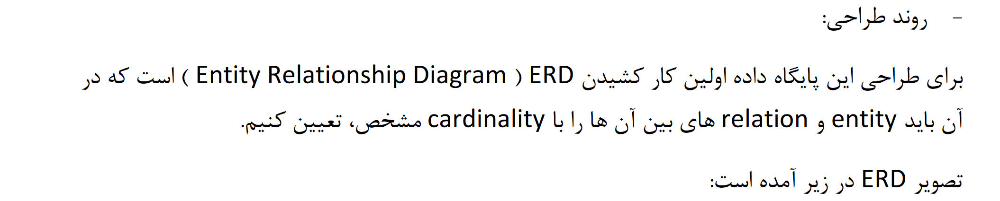 - روند طراحی:
برای طراحی این پایگاه داده اولین کار کشیدن ERD ( Entity Relationship Diagram ) است که در
آن باید entity و relation های بین آن ها را با cardinality مشخص، تعیین کنیم.
تصویر ERD در زیر آمده است: